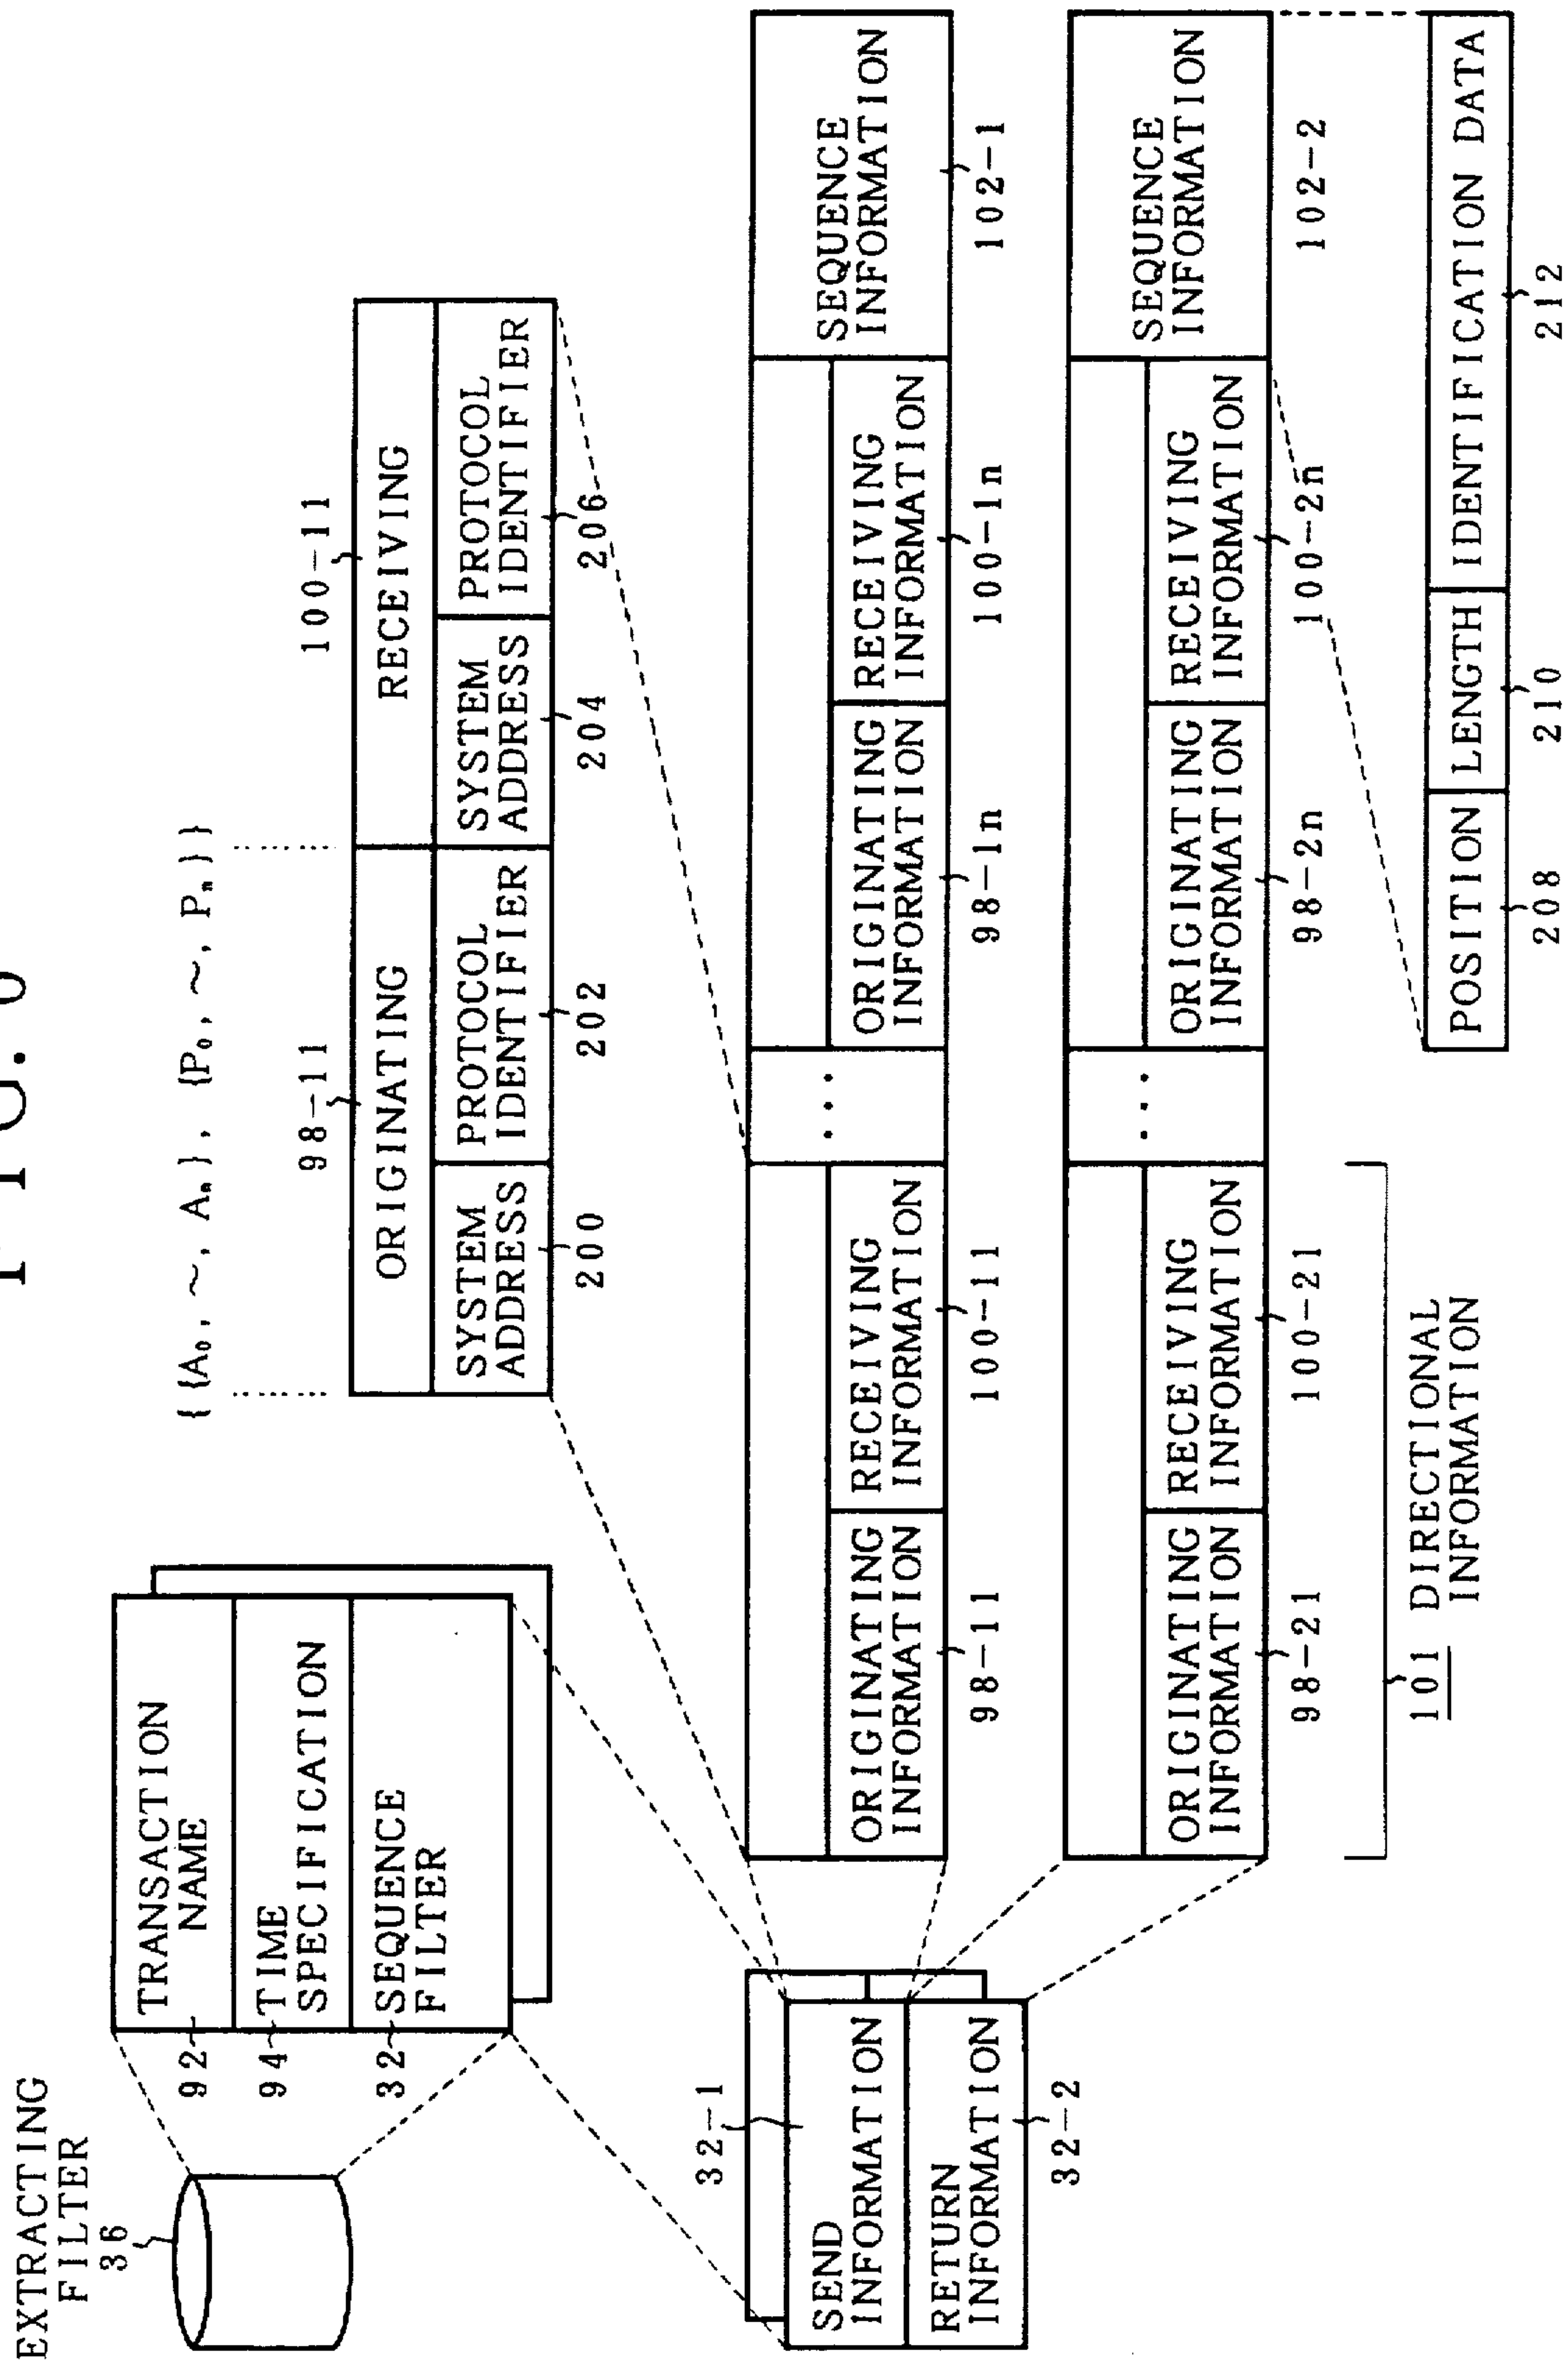 EXTRACTING
FILTER
36
TRANSACTION
NAME
92
TIME
SPECIFICATION
94
SEQUENCE
FILTER
32
{ {A₀, ~, Aₙ}, {P₀, ~, Pₙ} }
98-11
100-11
ORIGINATING
RECEIVING
SYSTEM
ADDRESS
PROTOCOL
IDENTIFIER
SYSTEM
ADDRESS
PROTOCOL
IDENTIFIER
200
202
204
206
32-1
SEND
INFORMATION
RETURN
INFORMATION
32-2
ORIGINATING
INFORMATION
RECEIVING
INFORMATION
...
ORIGINATING
INFORMATION
RECEIVING
INFORMATION
SEQUENCE
INFORMATION
98-11
100-11
98-1n
100-1n
102-1
ORIGINATING
INFORMATION
RECEIVING
INFORMATION
...
ORIGINATING
INFORMATION
RECEIVING
INFORMATION
SEQUENCE
INFORMATION
98-21
100-21
98-2n
100-2n
102-2
101 DIRECTIONAL
INFORMATION
POSITION
LENGTH
IDENTIFICATION DATA
208
210
212